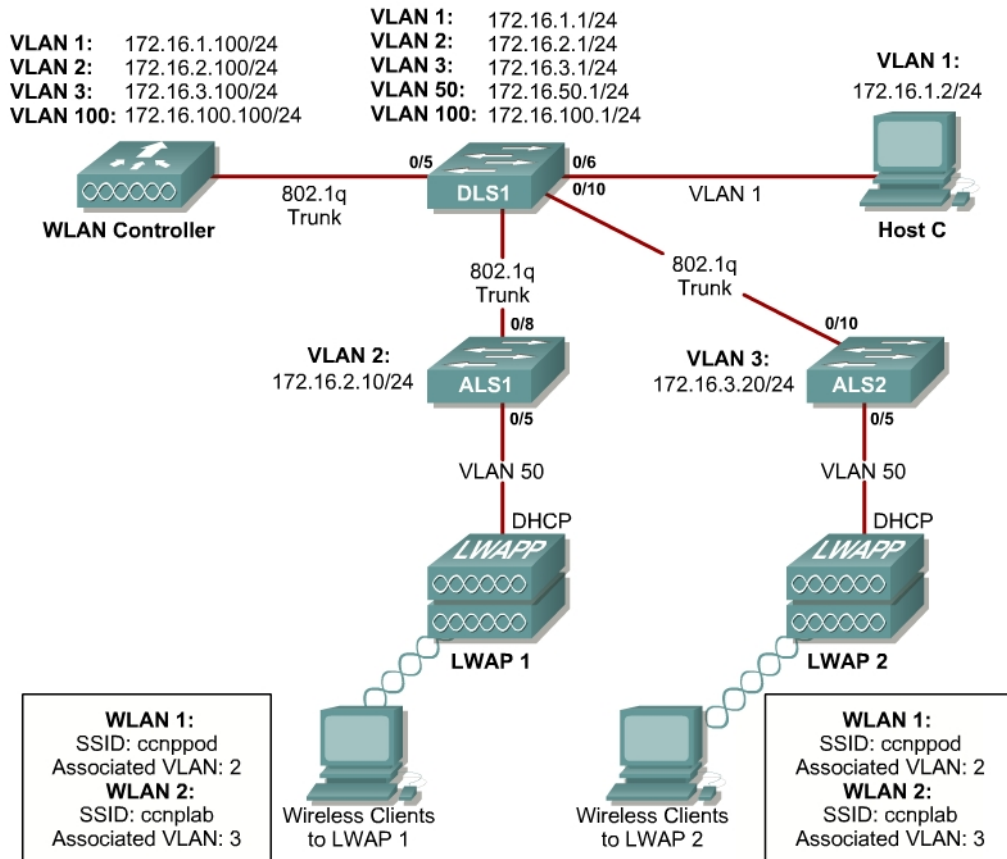 VLAN 1: 172.16.1.100/24
VLAN 2: 172.16.2.100/24
VLAN 3: 172.16.3.100/24
VLAN 100: 172.16.100.100/24
VLAN 1: 172.16.1.1/24
VLAN 2: 172.16.2.1/24
VLAN 3: 172.16.3.1/24
VLAN 50: 172.16.50.1/24
VLAN 100: 172.16.100.1/24
VLAN 1:
172.16.1.2/24
0/5
DLS1
0/6
0/10
802.1q
Trunk
VLAN 1
WLAN Controller
Host C
802.1q
Trunk
802.1q
Trunk
0/8
0/10
VLAN 2:
172.16.2.10/24
ALS1
VLAN 3:
172.16.3.20/24
ALS2
0/5
0/5
VLAN 50
VLAN 50
DHCP
DHCP
LWAPP
LWAPP
LWAP 1
LWAP 2
WLAN 1:
SSID: ccnppod
Associated VLAN: 2
WLAN 2:
SSID: ccnplab
Associated VLAN: 3
Wireless Clients
to LWAP 1
Wireless Clients
to LWAP 2
WLAN 1:
SSID: ccnppod
Associated VLAN: 2
WLAN 2:
SSID: ccnplab
Associated VLAN: 3